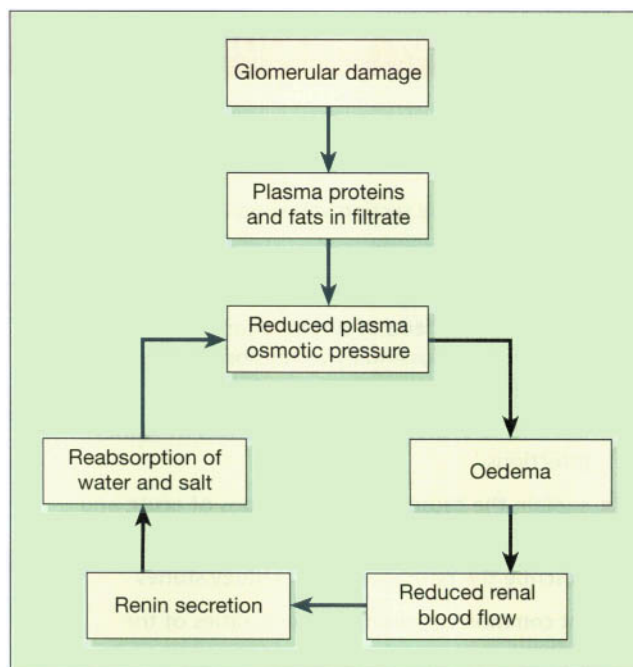 Glomerular damage
Plasma proteins
and fats in filtrate
Reduced plasma
osmotic pressure
Reabsorption of
water and salt
Oedema
Renin secretion
Reduced renal
blood flow